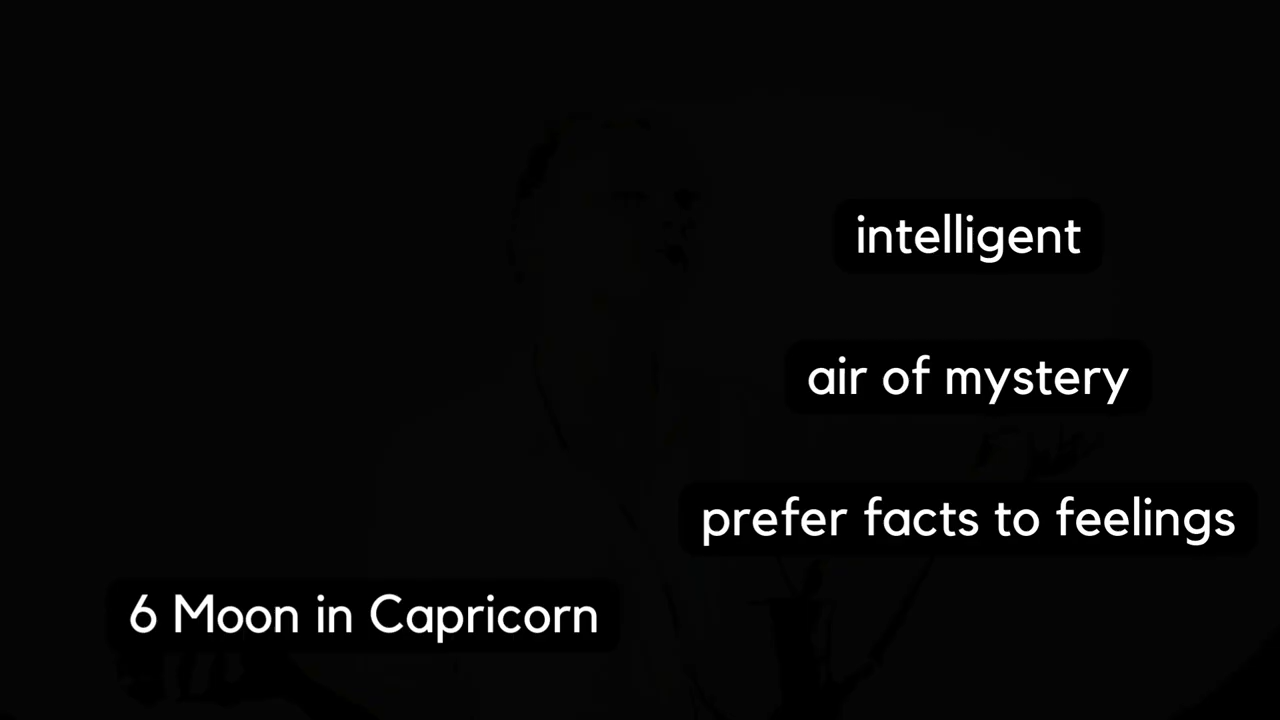 intelligent
air of mystery
prefer facts to feelings
6 Moon in Capricorn